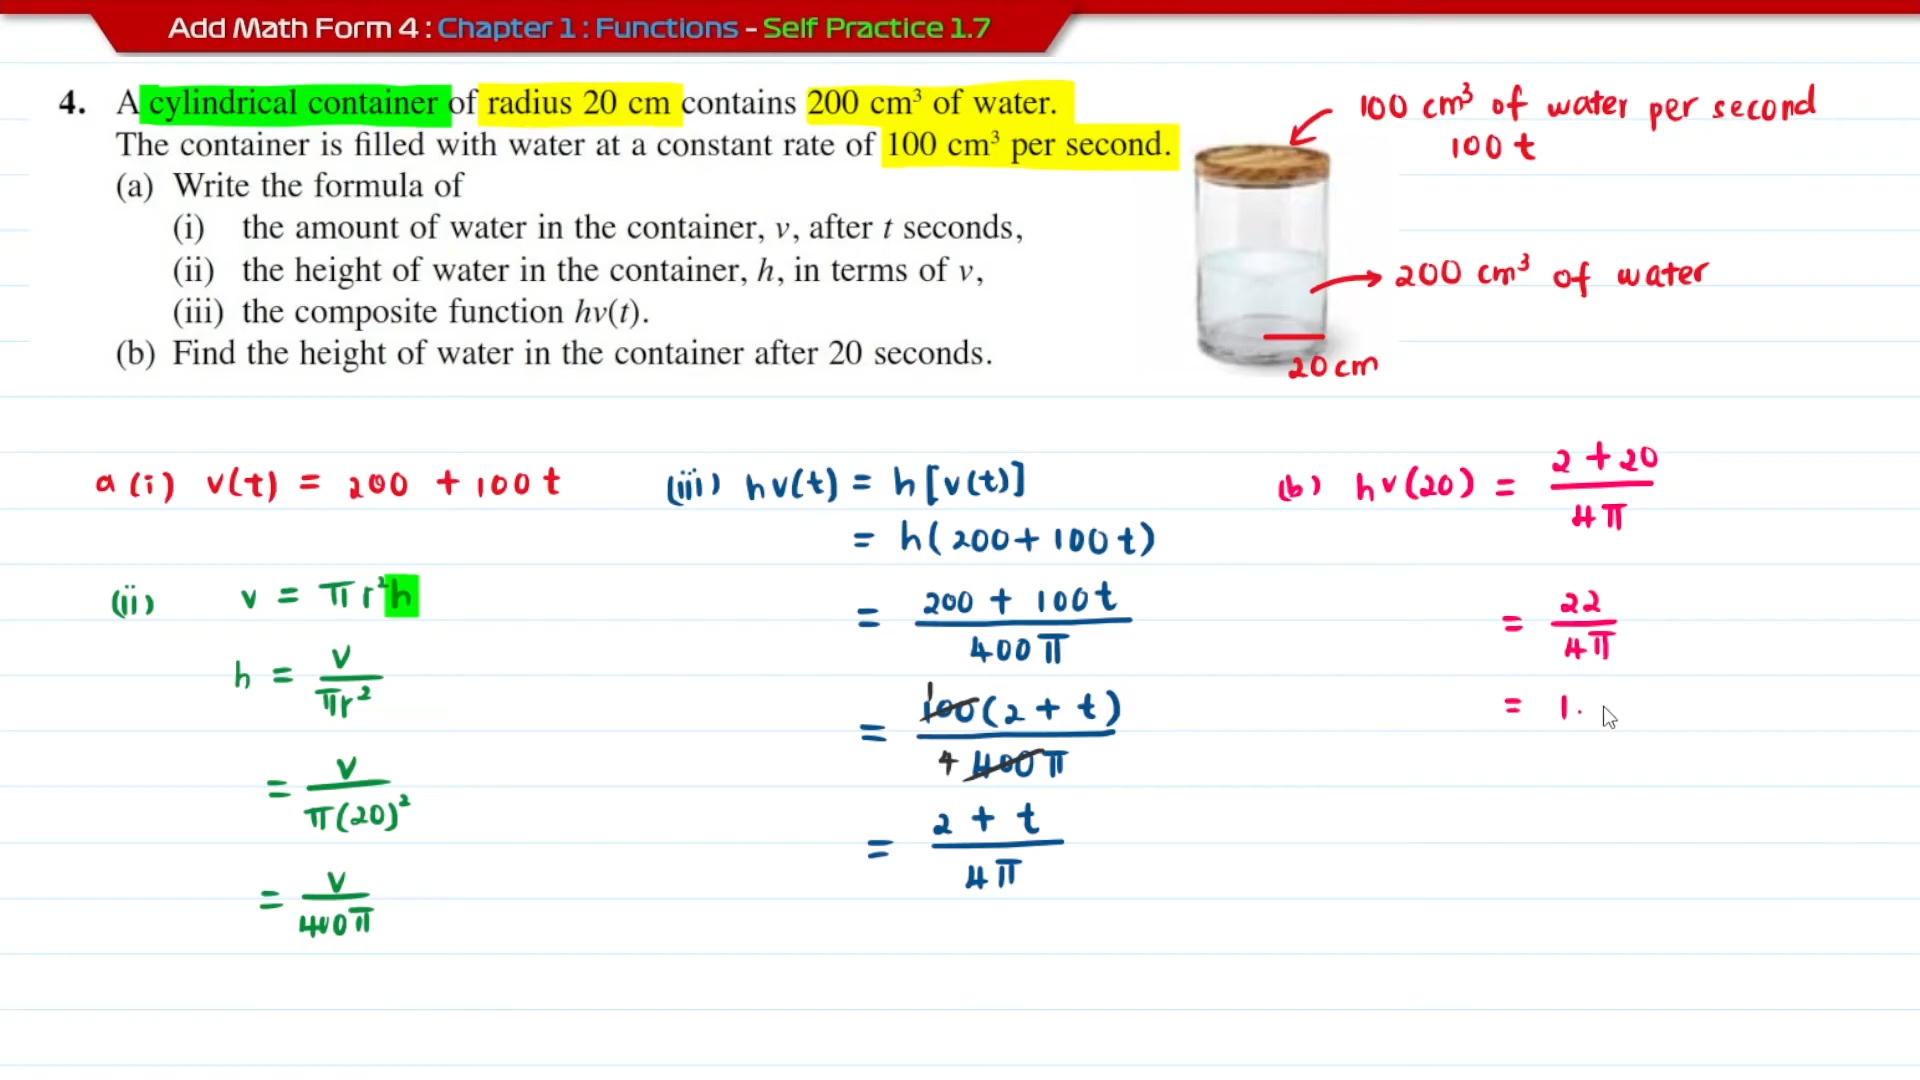 Add Math Form 4 : Chapter 1 : Functions - Self Practice 1.7
4. A cylindrical container of radius 20 cm contains 200 cm³ of water.
The container is filled with water at a constant rate of 100 cm³ per second.
(a) Write the formula of
(i) the amount of water in the container, v, after t seconds,
(ii) the height of water in the container, h, in terms of v,
(iii) the composite function hv(t).
(b) Find the height of water in the container after 20 seconds.
100 cm³ of water per second
100 t
200 cm³ of water
20 cm
a (i) v(t) = 200 + 100 t
(ii) v = πr²h
h = v / πr²
= v / π(20)²
= v / 400π
(iii) hv(t) = h[v(t)]
= h(200 + 100t)
= 200 + 100t / 400π
= 1 100(2 + t) / 4 400π
= 2 + t / 4π
(b) hv(20) = 2 + 20 / 4π
= 22 / 4π
= 1.